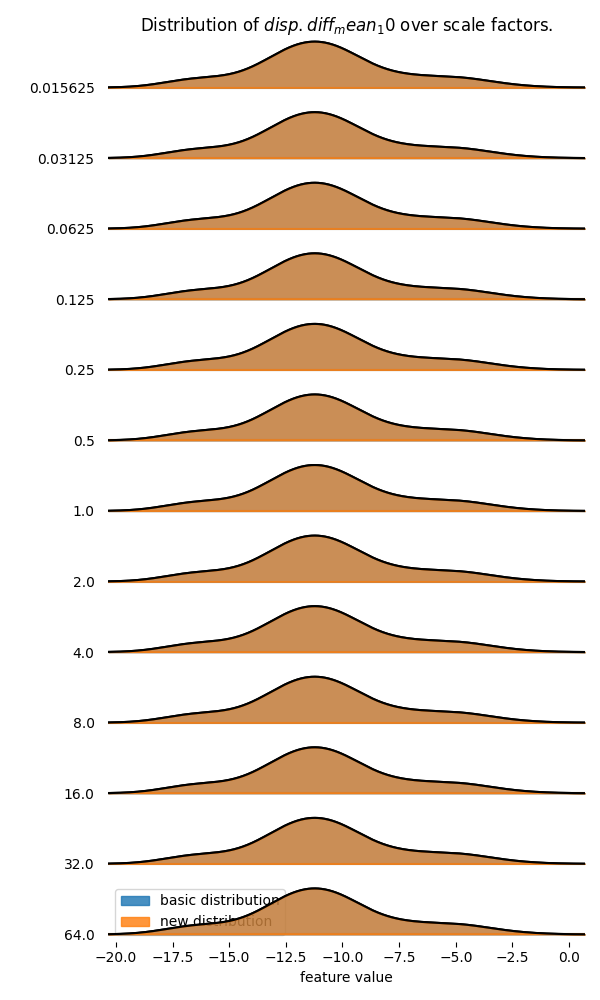 Distribution of disp. diff_mean_10 over scale factors.
0.015625
0.03125
0.0625
0.125
0.25
0.5
1.0
2.0
4.0
8.0
16.0
32.0
basic distribution
new distribution
64.0
−20.0 −17.5 −15.0 −12.5 −10.0 −7.5 −5.0 −2.5 0.0
feature value